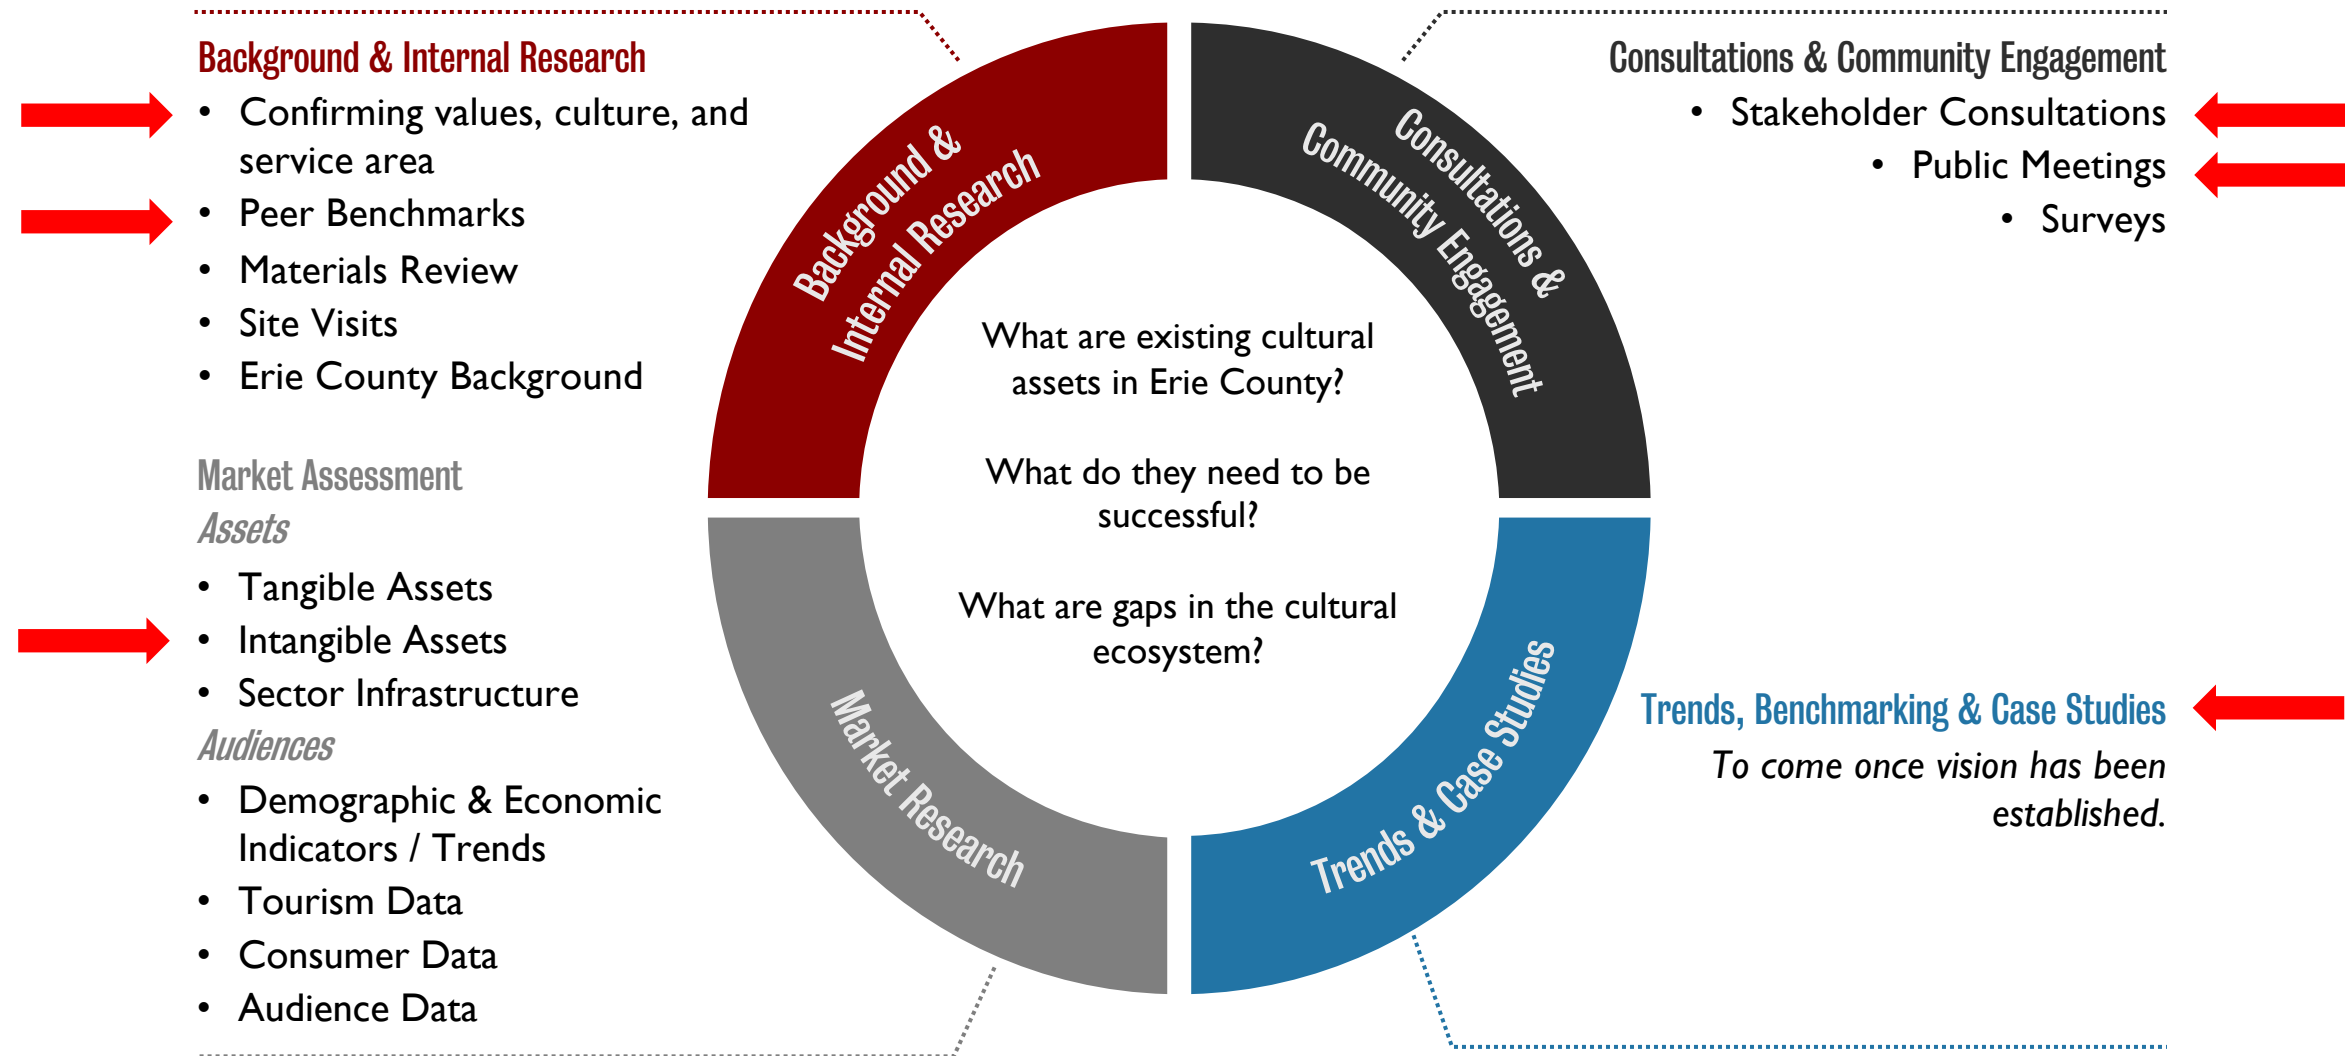 Background & Internal Research
• Confirming values, culture, and
service area
• Peer Benchmarks
• Materials Review
• Site Visits
• Erie County Background
Market Assessment
Assets
• Tangible Assets
• Intangible Assets
• Sector Infrastructure
Audiences
• Demographic & Economic
Indicators / Trends
• Tourism Data
• Consumer Data
• Audience Data
Background &
Internal Research
Consultations &
Community Engagement
What are existing cultural
assets in Erie County?
What do they need to be
successful?
What are gaps in the cultural
ecosystem?
Market Research
Trends & Case Studies
Consultations & Community Engagement
• Stakeholder Consultations
• Public Meetings
• Surveys
Trends, Benchmarking & Case Studies
To come once vision has been
established.